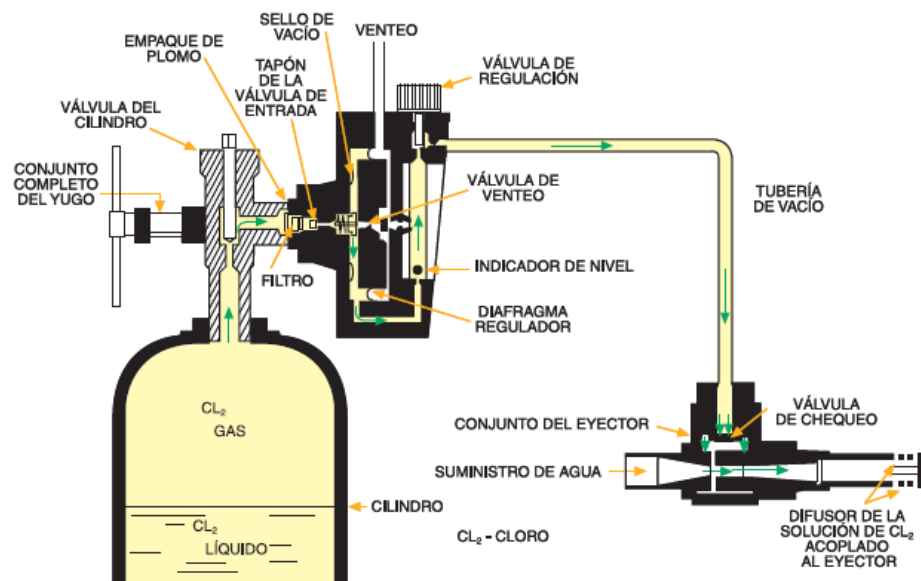 SELLO DE
VACÍO
VENTEO
EMPAQUE DE
PLOMO
TAPÓN
DE LA
VÁLVULA DE
ENTRADA
VÁLVULA DE
REGULACIÓN
VÁLVULA DEL
CILINDRO
CONJUNTO
COMPLETO
DEL YUGO
VÁLVULA DE
VENTEO
TUBERÍA
DE VACÍO
FILTRO
INDICADOR DE NIVEL
DIAFRAGMA
REGULADOR
CL₂
GAS
CONJUNTO DEL EYECTOR
VÁLVULA
DE CHEQUEO
SUMINISTRO DE AGUA
CILINDRO
CL₂
LÍQUIDO
CL₂ - CLORO
DIFUSOR DE LA
SOLUCIÓN DE CL₂
ACOPLADO
AL EYECTOR